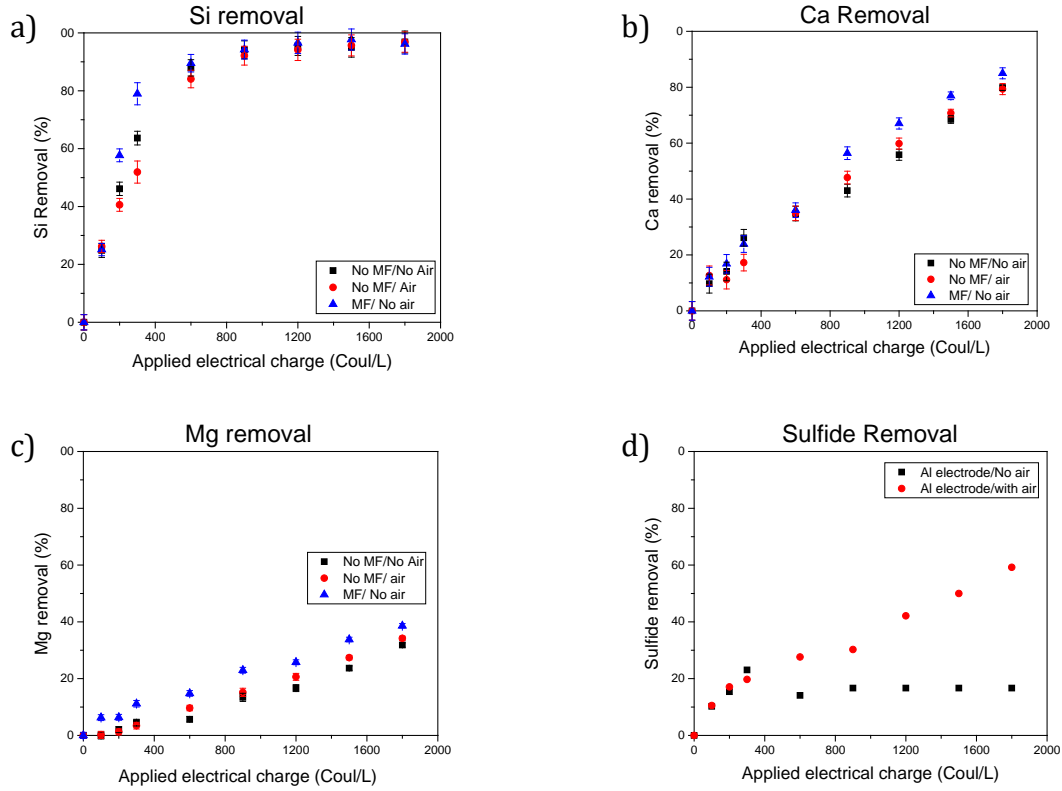 a)
Si removal
00
80
60
40
20
0
Si Removal (%)
No MF/No Air
No MF/ Air
MF/ No air
0 400 800 1200 1600 2000
Applied electrical charge (Coul/L)
b)
Ca Removal
0
80
60
40
20
0
Ca removal (%)
No MF/No air
No MF/ air
MF/ No air
0 400 800 1200 1600 2000
Applied electrical charge (Coul/L)
c)
Mg removal
00
80
60
40
20
0
Mg removal (%)
No MF/No Air
No MF/ air
MF/ No air
0 400 800 1200 1600 2000
Applied electrical charge (Coul/L)
d)
Sulfide Removal
0
80
60
40
20
0
Sulfide removal (%)
Al electrode/No air
Al electrode/with air
0 400 800 1200 1600 2000
Applied electrical charge (Coul/L)